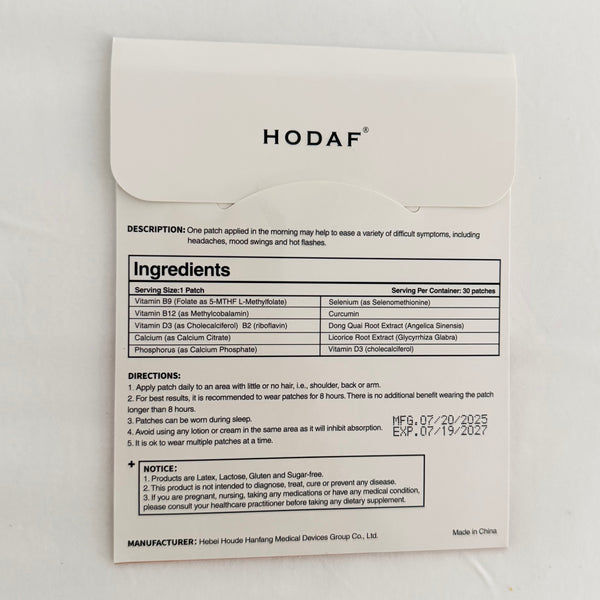 HODAF®
DESCRIPTION: One patch applied in the morning may help to ease a variety of difficult symptoms, including
headaches, mood swings and hot flashes.
Ingredients
Serving Size:1 Patch Serving Per Container: 30 patches
Vitamin B9 (Folate as 5-MTHF L-Methylfolate) Selenium (as Selenomethionine)
Vitamin B12 (as Methylcobalamin) Curcumin
Vitamin D3 (as Cholecalciferol) B2 (riboflavin) Dong Quai Root Extract (Angelica Sinensis)
Calcium (as Calcium Citrate) Licorice Root Extract (Glycyrrhiza Glabra)
Phosphorus (as Calcium Phosphate) Vitamin D3 (cholecalciferol)
DIRECTIONS:
1. Apply patch daily to an area with little or no hair, i.e., shoulder, back or arm.
2. For best results, it is recommended to wear patches for 8 hours. There is no additional benefit wearing the patch
longer than 8 hours.
3. Patches can be worn during sleep.
4. Avoid using any lotion or cream in the same area as it will inhibit absorption.
5. It is ok to wear multiple patches at a time.
MFG.07/20/2025
EXP.07/19/2027
+ NOTICE:
1. Products are Latex, Lactose, Gluten and Sugar-free.
2. This product is not intended to diagnose, treat, cure or prevent any disease.
3. If you are pregnant, nursing, taking any medications or have any medical condition,
please consult your healthcare practitioner before taking any dietary supplement.
MANUFACTURER: Hebei Houde Hanfang Medical Devices Group Co., Ltd. Made in China